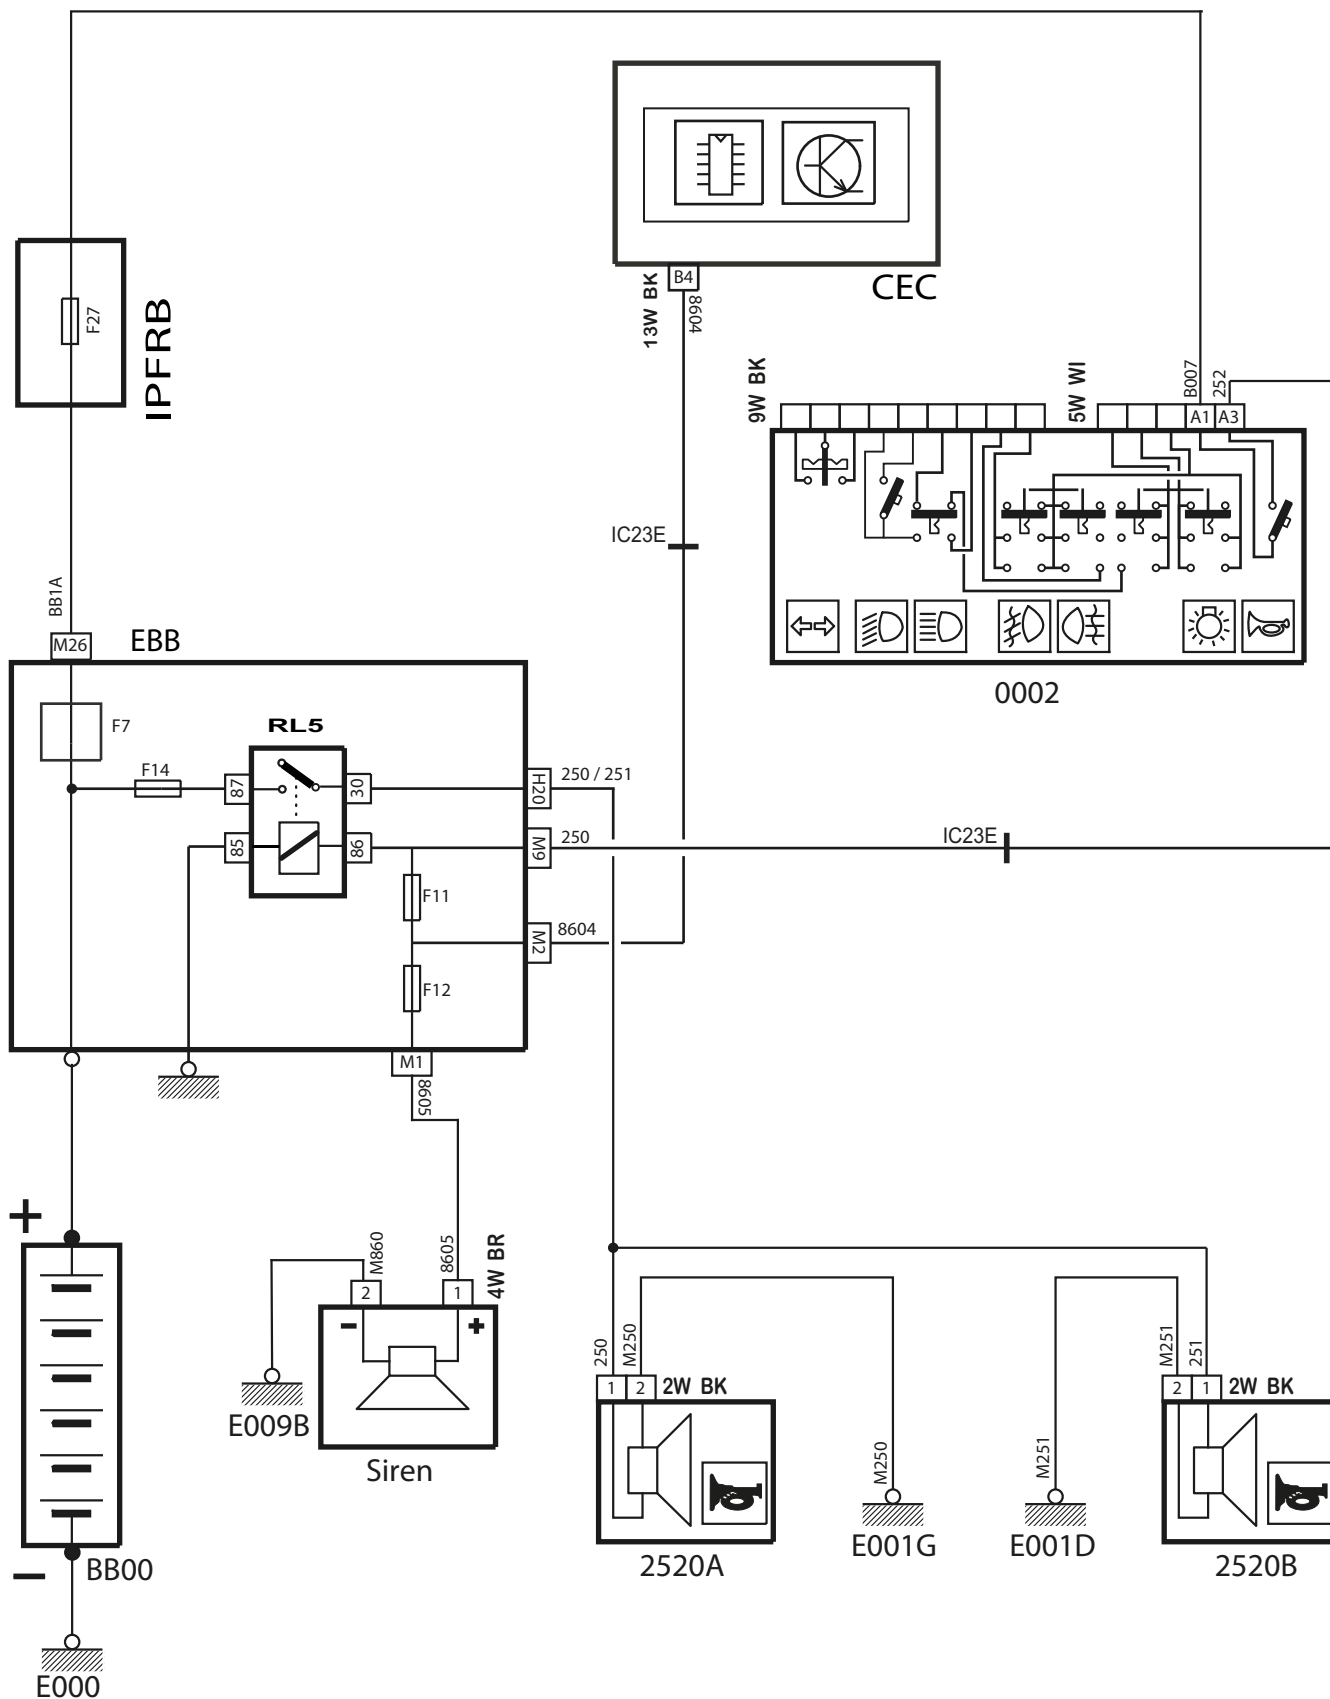 B4
13W BK
8604
CEC
F27
IPFRB
9W BK
5W WI
B007
252
A1
A3
IC23E
BB1A
M26
EBB
0002
F7
RL5
F14
87
30
H20
250 / 251
85
86
M9
250
IC23E
F11
M2
8604
F12
M1
8605
+
M860
8605
4W BR
2
1
-
+
250
M250
M251
251
1
2
2W BK
2
1
2W BK
E009B
Siren
M250
M251
E001G
E001D
2520A
2520B
-
BB00
E000